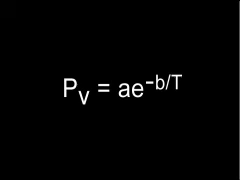 Pᵥ = ae⁻ᵇ/ᵀ